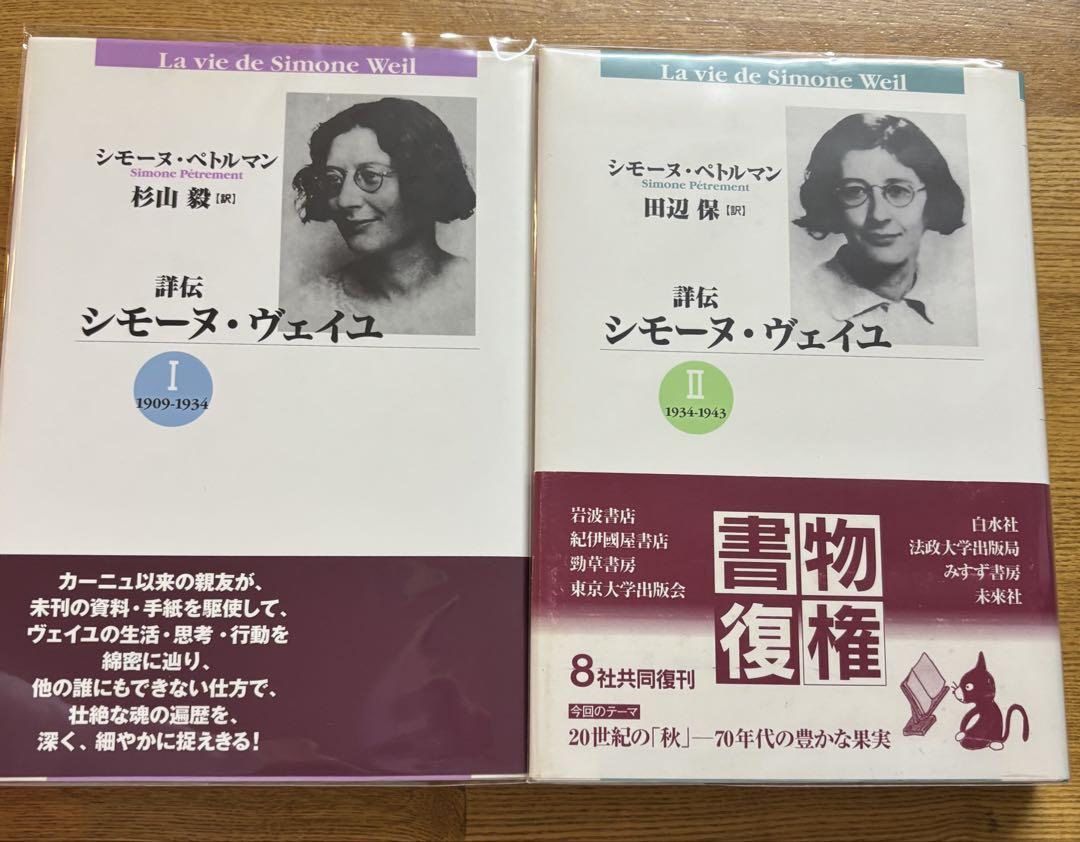 La vie de Simone Weil
シモーヌ・ペトルマン
Simone Pétrement
杉山 毅[訳]
詳伝
シモーヌ・ヴェイユ
I
1909-1934
カーニュ以来の親友が、
未刊の資料・手紙を駆使して、
ヴェイユの生活・思考・行動を
綿密に辿り、
他の誰にもできない仕方で、
壮絶な魂の遍歴を、
深く、細やかに捉えきる!
La vie de Simone Weil
シモーヌ・ペトルマン
Simone Pétrement
田辺 保[訳]
詳伝
シモーヌ・ヴェイユ
II
1934-1943
岩波書店
紀伊國屋書店
勁草書房
東京大学出版会
書物
復権
白水社
法政大学出版局
みすず書房
未來社
8社共同復刊
今回のテーマ
20世紀の「秋」—70年代の豊かな果実